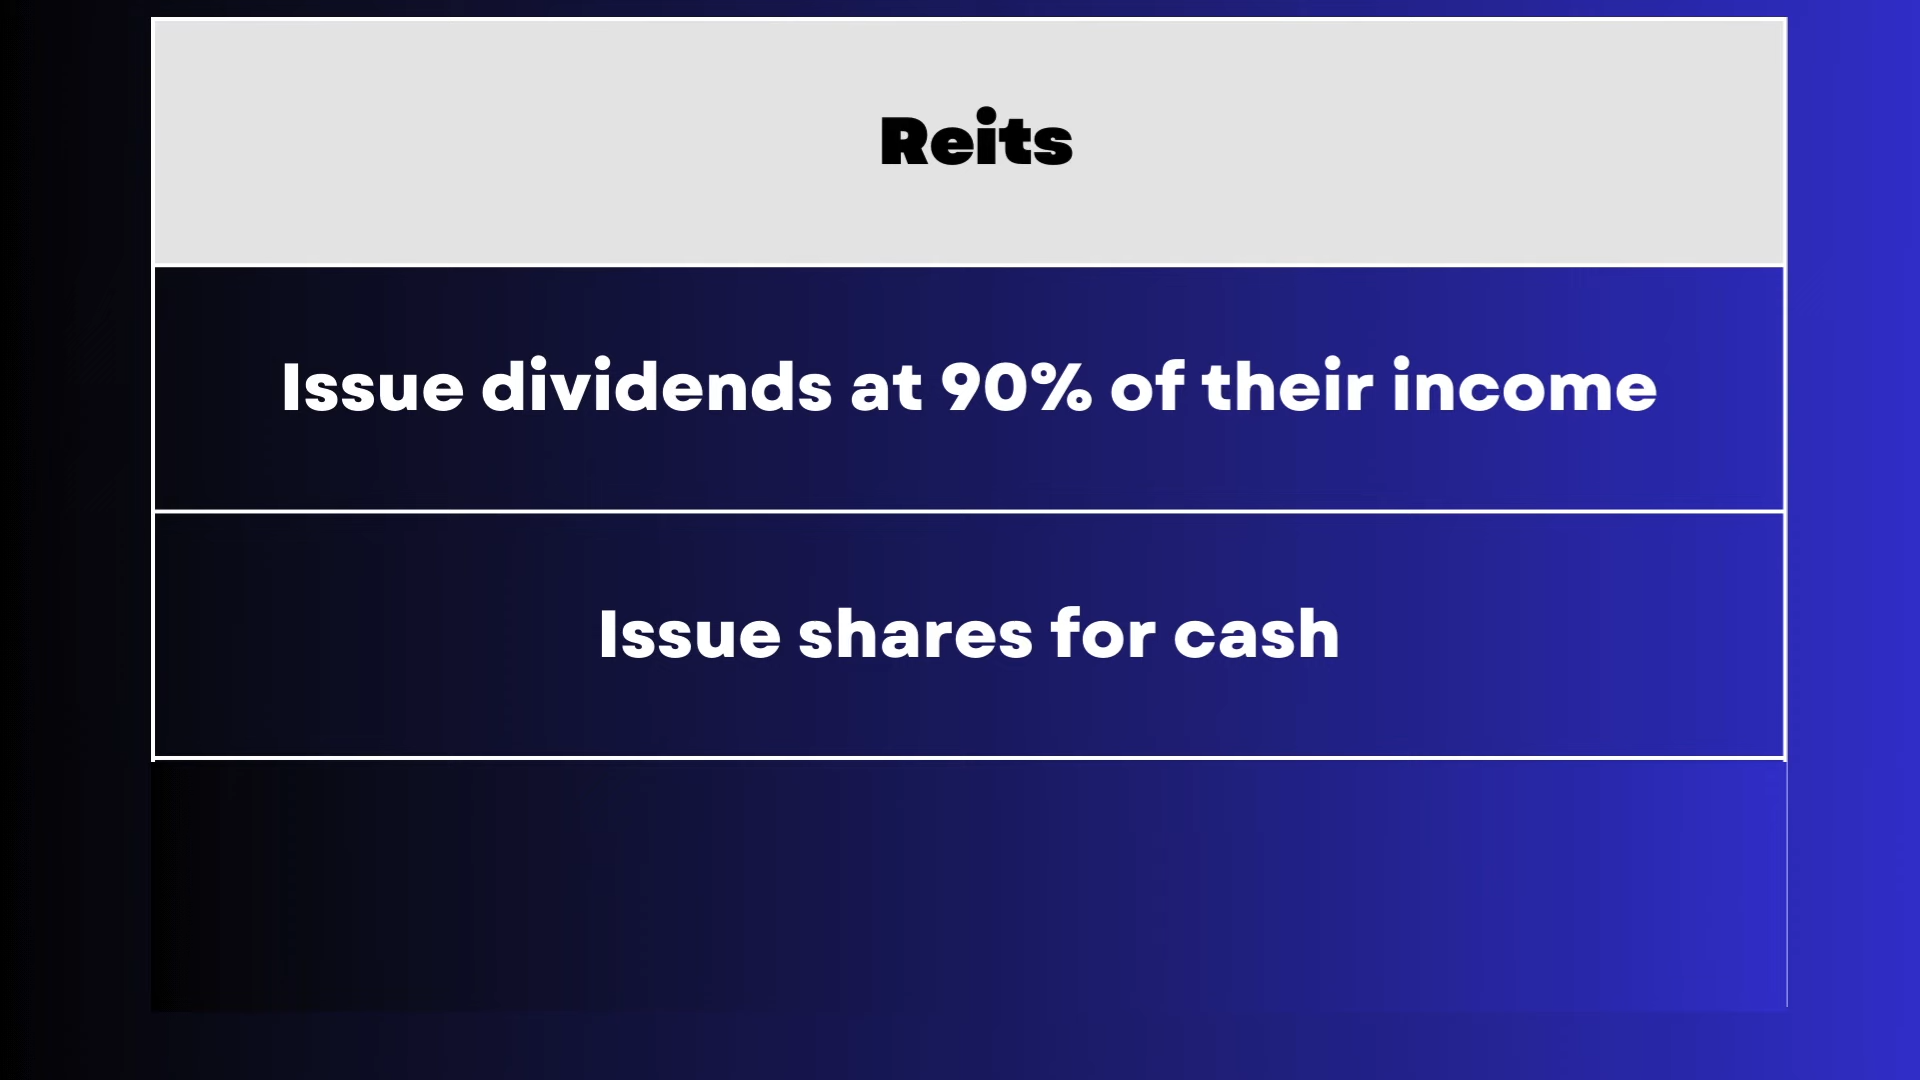 Reits
Issue dividends at 90% of their income
Issue shares for cash